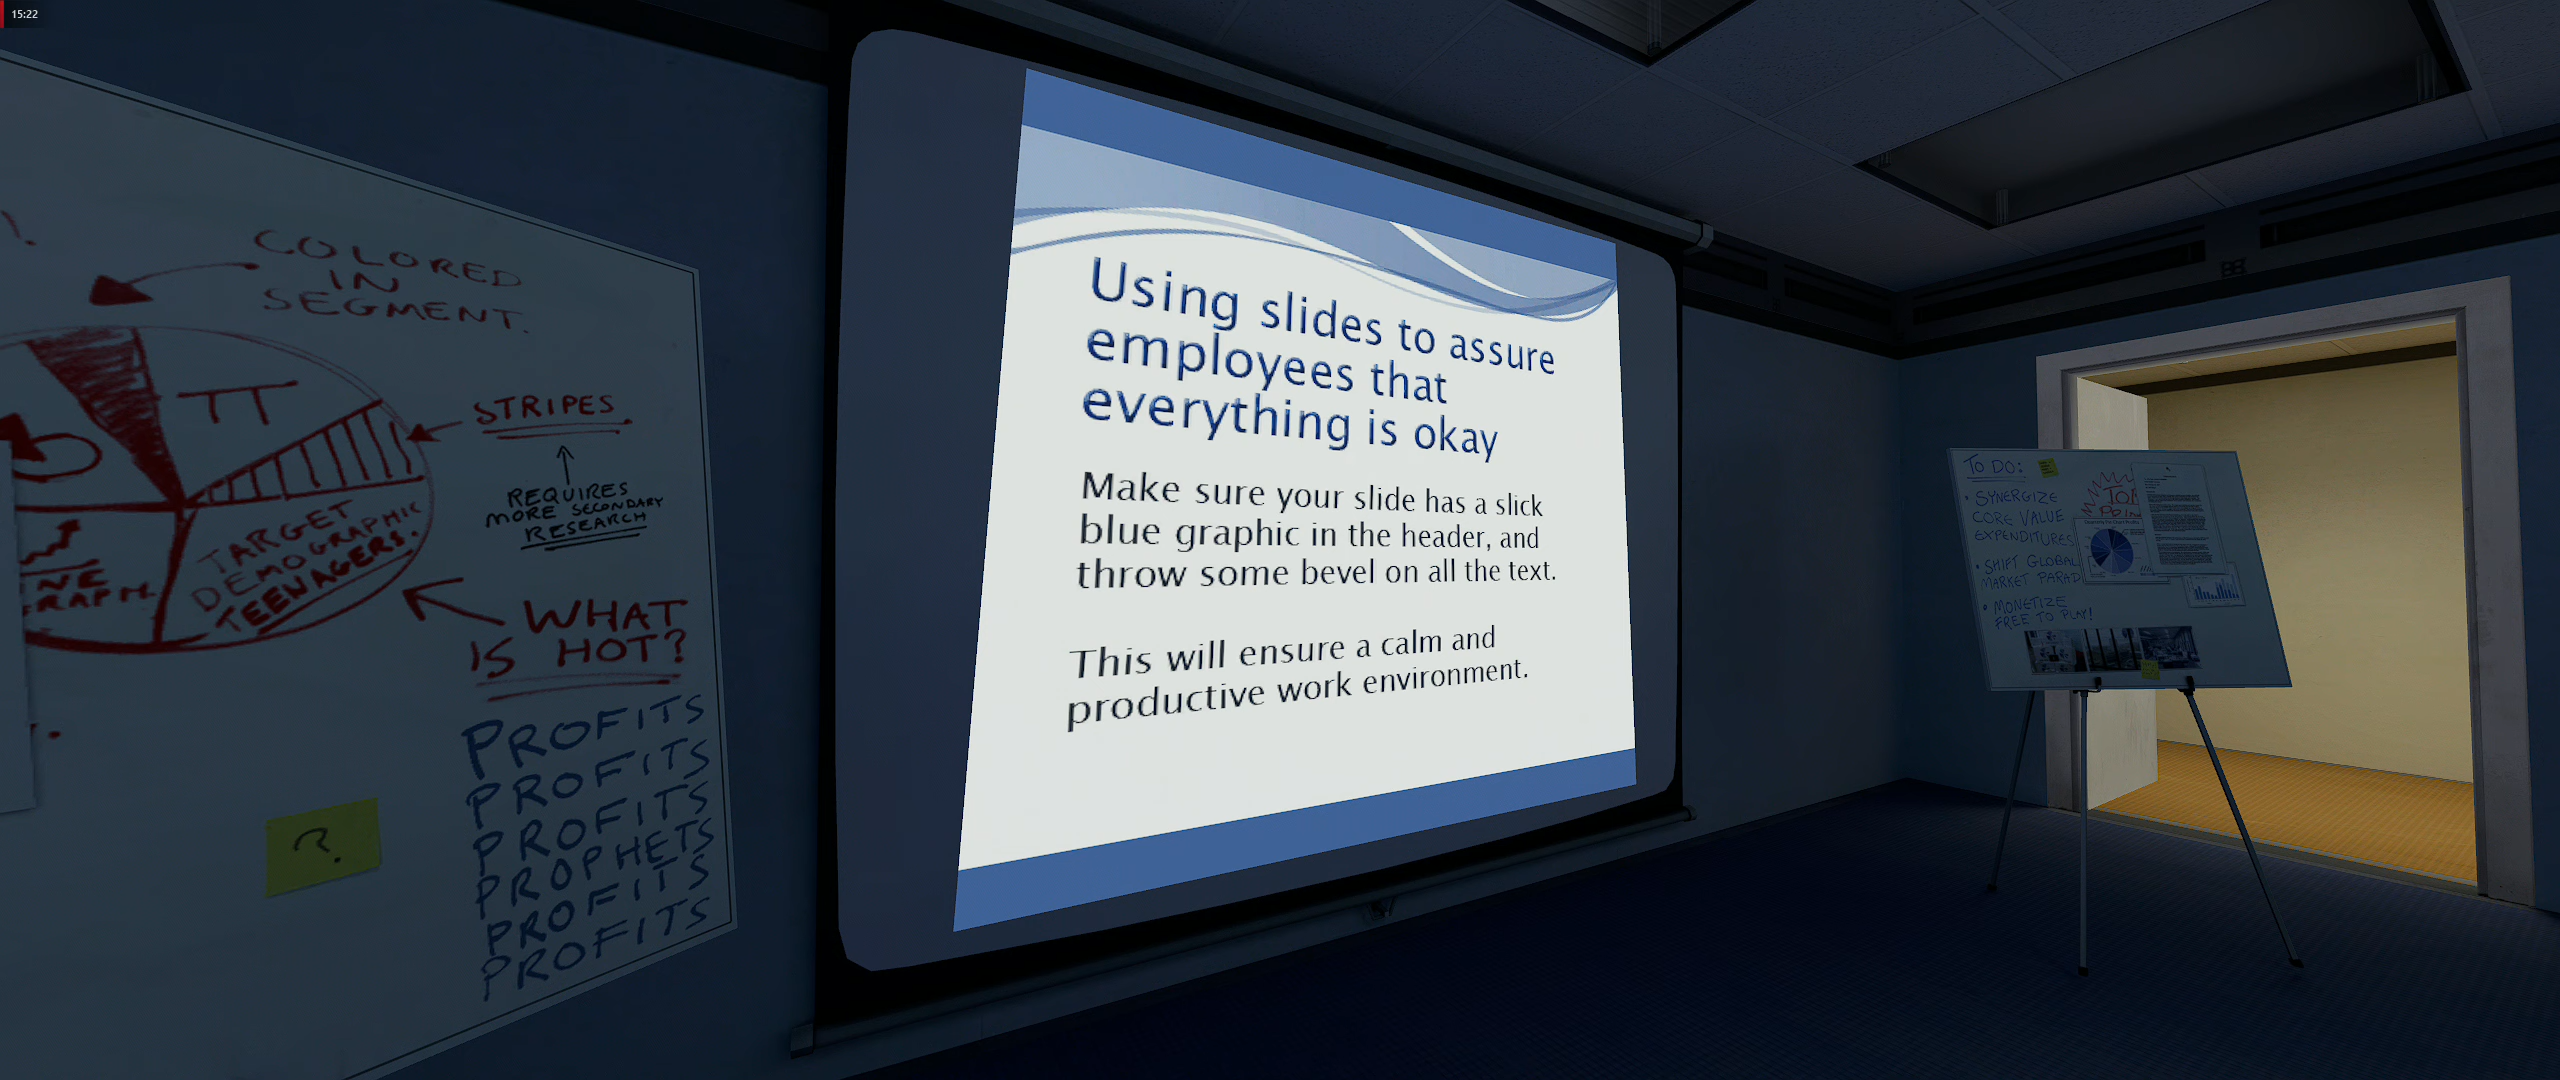 15:22
COLORED
IN
SEGMENT.
TT
STRIPES
REQUIRES
MORE SECONDARY
RESEARCH
TARGET
DEMOGRAPHIC
TEENAGERS.
WHAT
IS HOT?
PROFITS
PROFITS
PROFITS
PROPHETS
PROFITS
PROFITS
?
Using slides to assure
employees that
everything is okay
Make sure your slide has a slick
blue graphic in the header, and
throw some bevel on all the text.
This will ensure a calm and
productive work environment.
TO DO:
• SYNERGIZE
CORE VALUE
EXPENDITURES
• SHIFT GLOBAL
MARKET PARAD
• MONETIZE
FREE TO PLAY!